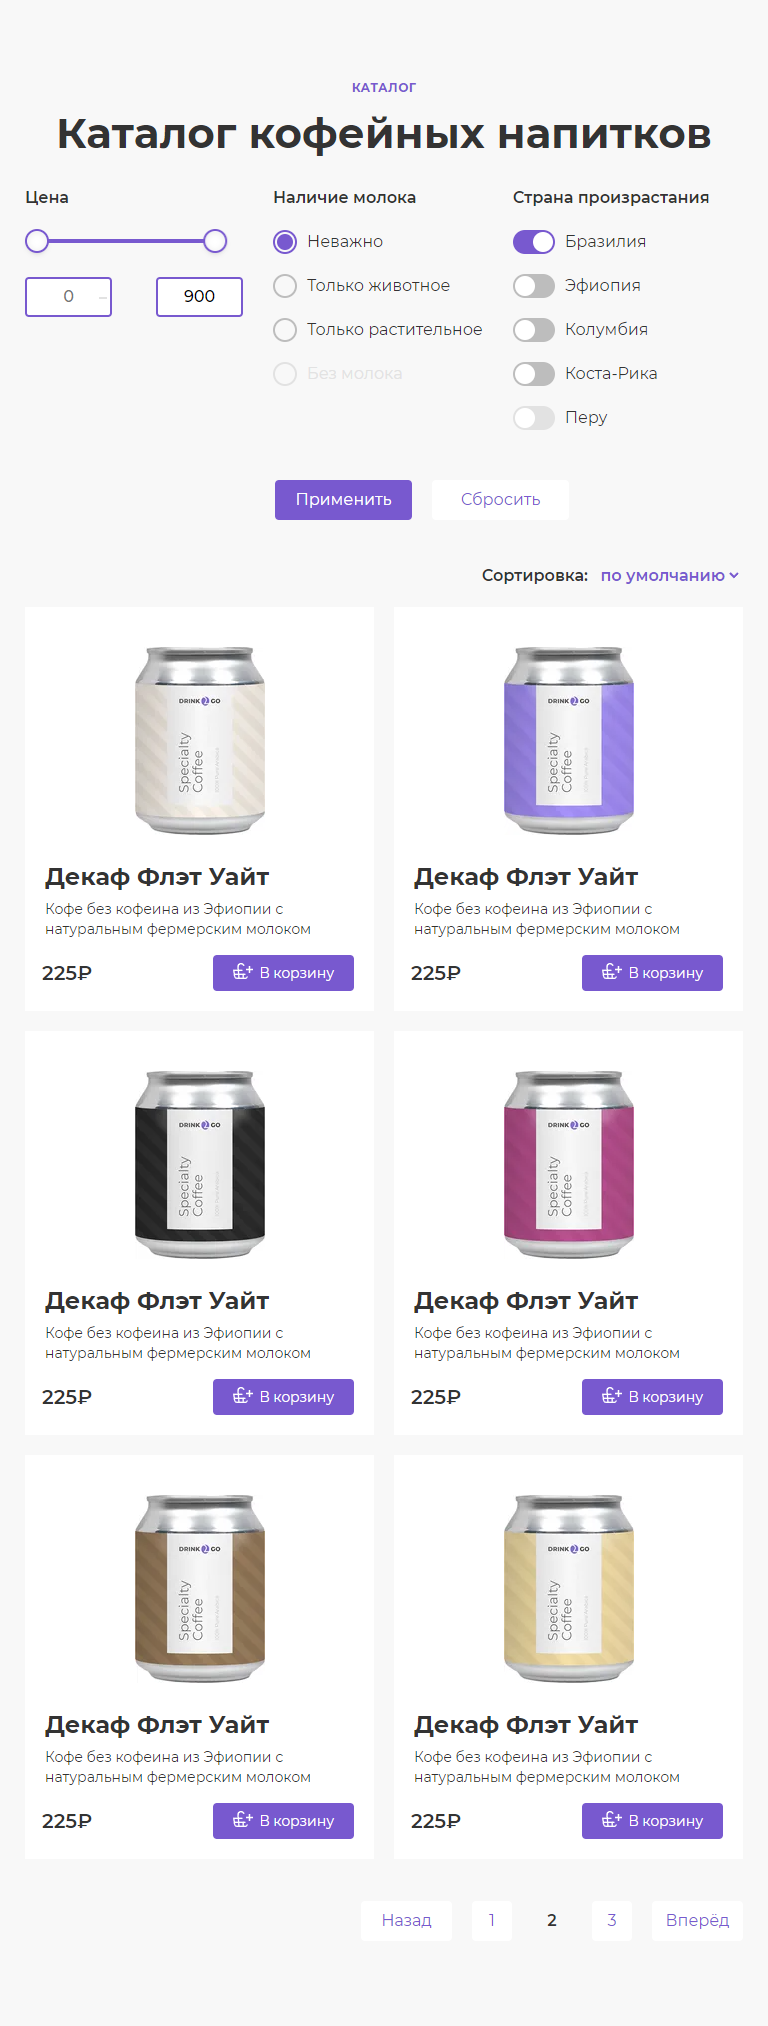 КАТАЛОГ
Каталог кофейных напитков
Цена
0
–
900
Наличие молока
Неважно
Только животное
Только растительное
Без молока
Страна произрастания
Бразилия
Эфиопия
Колумбия
Коста-Рика
Перу
Применить
Сбросить
Сортировка: по умолчанию
DRINK 2 GO
Specialty
Coffee
Декаф Флэт Уайт
Кофе без кофеина из Эфиопии с
натуральным фермерским молоком
225₽
В корзину
DRINK 2 GO
Specialty
Coffee
Декаф Флэт Уайт
Кофе без кофеина из Эфиопии с
натуральным фермерским молоком
225₽
В корзину
DRINK 2 GO
Specialty
Coffee
Декаф Флэт Уайт
Кофе без кофеина из Эфиопии с
натуральным фермерским молоком
225₽
В корзину
DRINK 2 GO
Specialty
Coffee
Декаф Флэт Уайт
Кофе без кофеина из Эфиопии с
натуральным фермерским молоком
225₽
В корзину
DRINK 2 GO
Specialty
Coffee
Декаф Флэт Уайт
Кофе без кофеина из Эфиопии с
натуральным фермерским молоком
225₽
В корзину
DRINK 2 GO
Specialty
Coffee
Декаф Флэт Уайт
Кофе без кофеина из Эфиопии с
натуральным фермерским молоком
225₽
В корзину
Назад 1 2 3 Вперёд